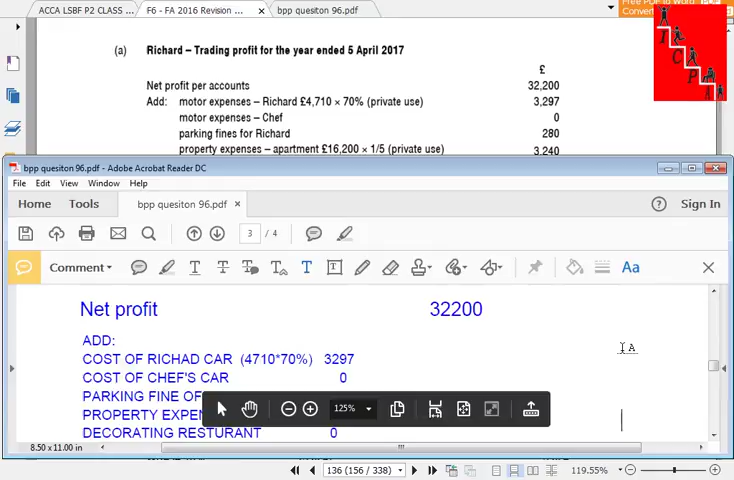 Free PDF to Word
ACCA LSBF P2 CLASS ...
F6 - FA 2016 Revision ...
bpp quesiton 96.pdf
(a) Richard – Trading profit for the year ended 5 April 2017
£
Net profit per accounts 32,200
Add: motor expenses – Richard £4,710 × 70% (private use) 3,297
motor expenses – Chef 0
parking fines for Richard 280
property expenses – apartment £16,200 × 1/5 (private use) 3,240
I
C
P
A
bpp quesiton 96.pdf - Adobe Acrobat Reader DC
File Edit View Window Help
Home Tools bpp quesiton 96.pdf × Sign In
3 / 4
Comment Aa
Net profit 32200
ADD:
COST OF RICHAD CAR (4710*70%) 3297
COST OF CHEF'S CAR 0
PARKING FINE OF
PROPERTY EXPEN
125%
DECORATING RESTURANT 0
8.50 x 11.00 in
136 (156 / 338) 119.55%